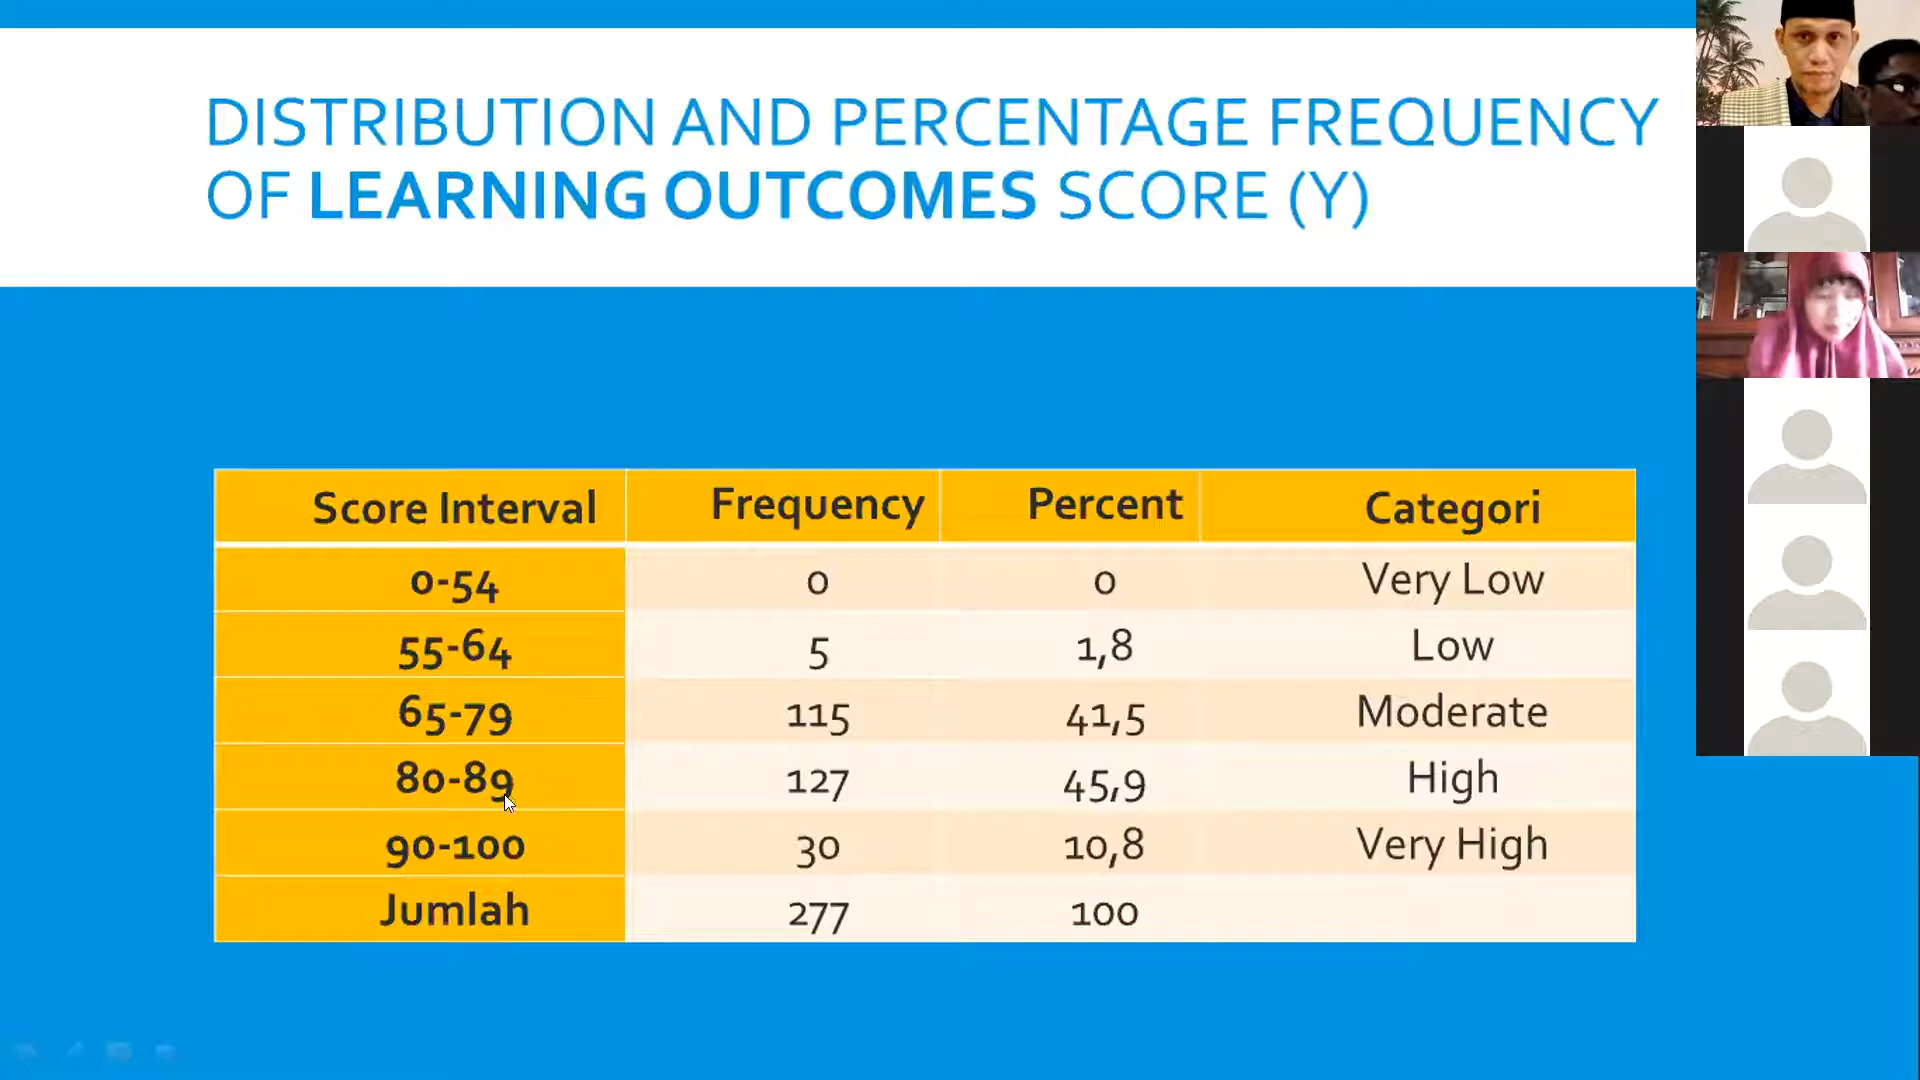 DISTRIBUTION AND PERCENTAGE FREQUENCY
OF LEARNING OUTCOMES SCORE (Y)
Score Interval Frequency Percent Categori
0-54 0 0 Very Low
55-64 5 1,8 Low
65-79 115 41,5 Moderate
80-89 127 45,9 High
90-100 30 10,8 Very High
Jumlah 277 100